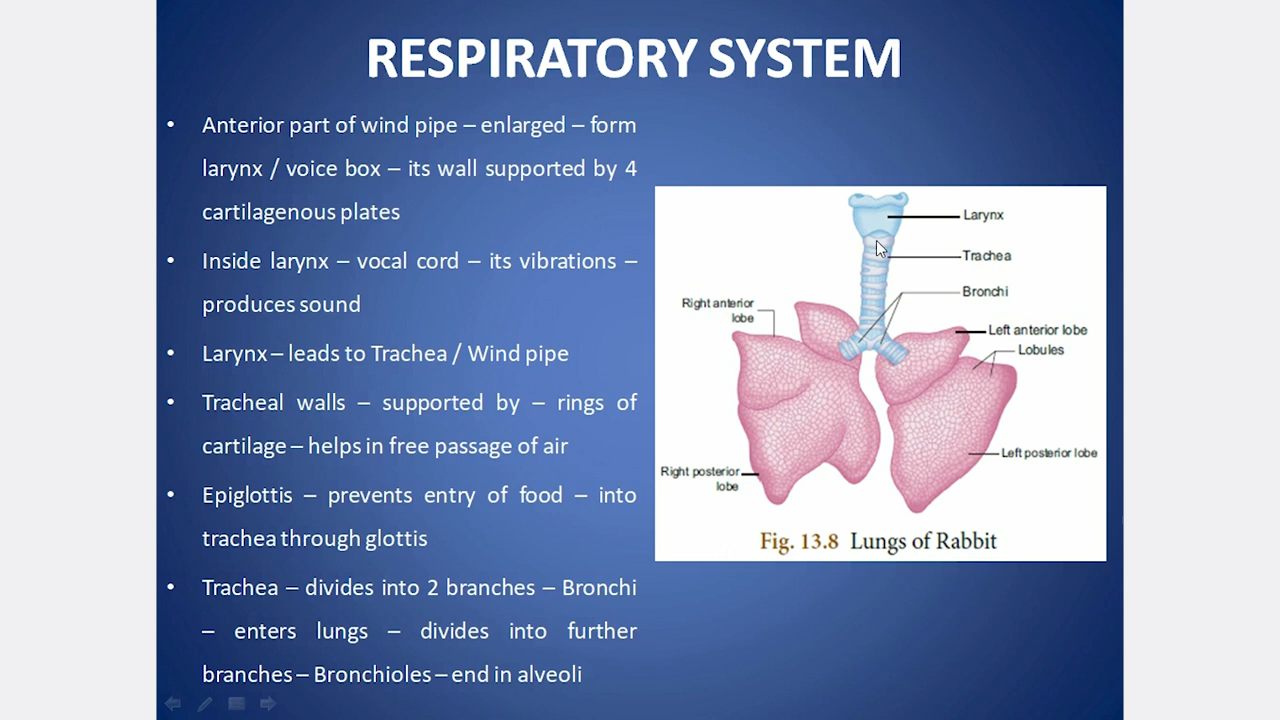 RESPIRATORY SYSTEM
• Anterior part of wind pipe – enlarged – form
larynx / voice box – its wall supported by 4
cartilagenous plates
• Inside larynx – vocal cord – its vibrations –
produces sound
• Larynx – leads to Trachea / Wind pipe
• Tracheal walls – supported by – rings of
cartilage – helps in free passage of air
• Epiglottis – prevents entry of food – into
trachea through glottis
• Trachea – divides into 2 branches – Bronchi
– enters lungs – divides into further
branches – Bronchioles – end in alveoli
Larynx
Trachea
Bronchi
Right anterior
lobe
Left anterior lobe
Lobules
Left posterior lobe
Right posterior
lobe
Fig. 13.8 Lungs of Rabbit